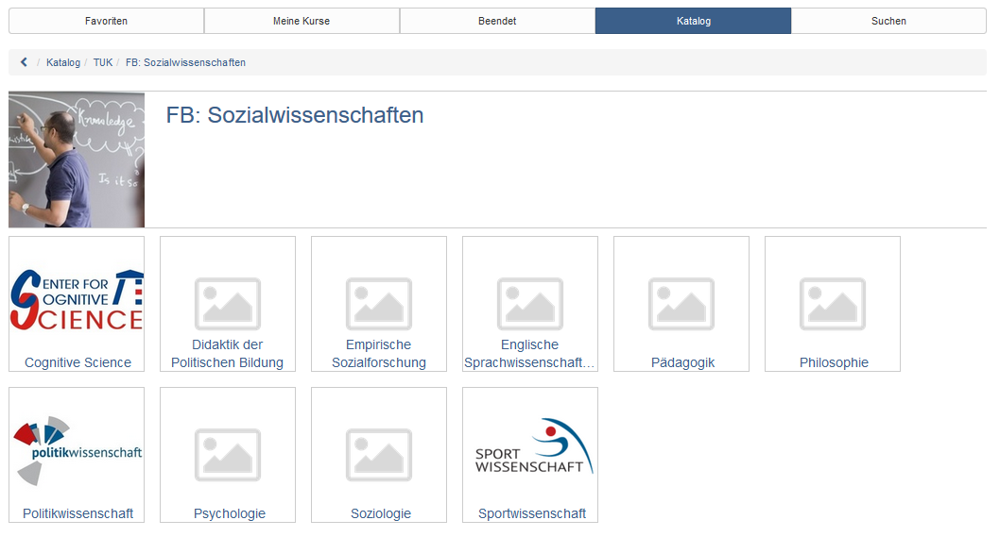 Favoriten
Meine Kurse
Beendet
Katalog
Suchen
/ Katalog / TUK / FB: Sozialwissenschaften
Knowledge
Is it so
FB: Sozialwissenschaften
CENTER FOR
COGNITIVE
SCIENCE
Cognitive Science
Didaktik der
Politischen Bildung
Empirische
Sozialforschung
Englische
Sprachwissenschaft…
Pädagogik
Philosophie
politikwissenschaft
Politikwissenschaft
Psychologie
Soziologie
SPORT
WISSENSCHAFT
Sportwissenschaft